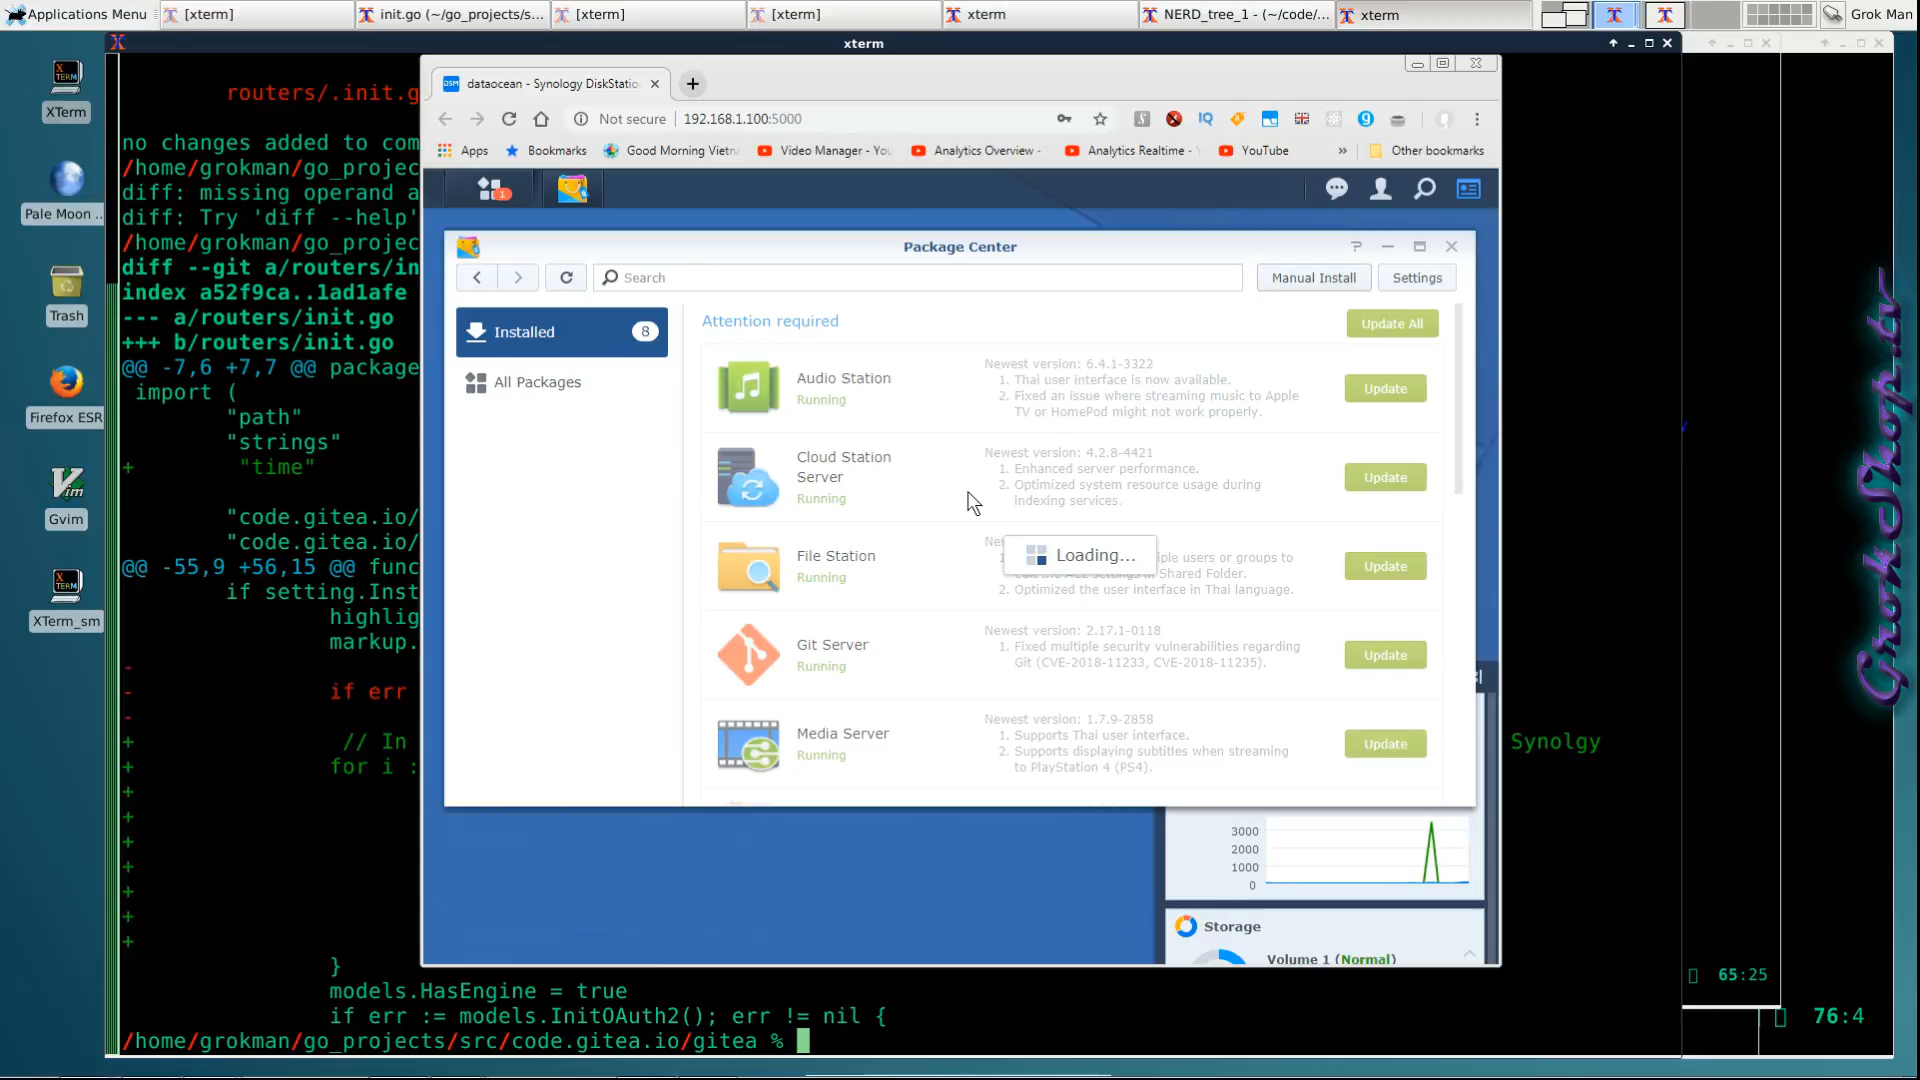 Applications Menu
[xterm]
init.go (~/go_projects/s...
[xterm]
[xterm]
xterm
NERD_tree_1 - (~/code/...
xterm
Grok Man
xterm
XTerm
Pale Moon ...
Trash
Firefox ESR
Gvim
XTerm_sm
routers/.init.g
no changes added to com
/home/grokman/go_projec
diff: missing operand a
diff: Try 'diff --help'
/home/grokman/go_projec
diff --git a/routers/in
index a52f9ca..1ad1afe
--- a/routers/init.go
+++ b/routers/init.go
@@ -7,6 +7,7 @@ package
import (
"path"
"strings"
+ "time"
"code.gitea.io/
"code.gitea.io/
@@ -55,9 +56,15 @@ func
if setting.Inst
highlig
markup.
-
- if err
-
+ // In
+ for i :
+
+
+
+
+
+
+
}
models.HasEngine = true
if err := models.InitOAuth2(); err != nil {
/home/grokman/go_projects/src/code.gitea.io/gitea %
dataocean - Synology DiskStatio
Not secure
192.168.1.100:5000
Apps
Bookmarks
Good Morning Vietn
Video Manager - Yo
Analytics Overview -
Analytics Realtime -
YouTube
»
Other bookmarks
1
Package Center
Search
Manual Install
Settings
Installed
8
All Packages
Attention required
Update All
Audio Station
Running
Newest version: 6.4.1-3322
1. Thai user interface is now available.
2. Fixed an issue where streaming music to Apple
TV or HomePod might not work properly.
Update
Cloud Station
Server
Running
Newest version: 4.2.8-4421
1. Enhanced server performance.
2. Optimized system resource usage during
indexing services.
Update
File Station
Running
Loading...
iple users or groups to
Shared Folder.
2. Optimized the user interface in Thai language.
Update
Git Server
Running
Newest version: 2.17.1-0118
1. Fixed multiple security vulnerabilities regarding
Git (CVE-2018-11233, CVE-2018-11235).
Update
Media Server
Running
Newest version: 1.7.9-2858
1. Supports Thai user interface.
2. Supports displaying subtitles when streaming
to PlayStation 4 (PS4).
Update
3000
2000
1000
0
Storage
Volume 1 (Normal)
Synolgy
65:25
76:4
GrokShop.tv